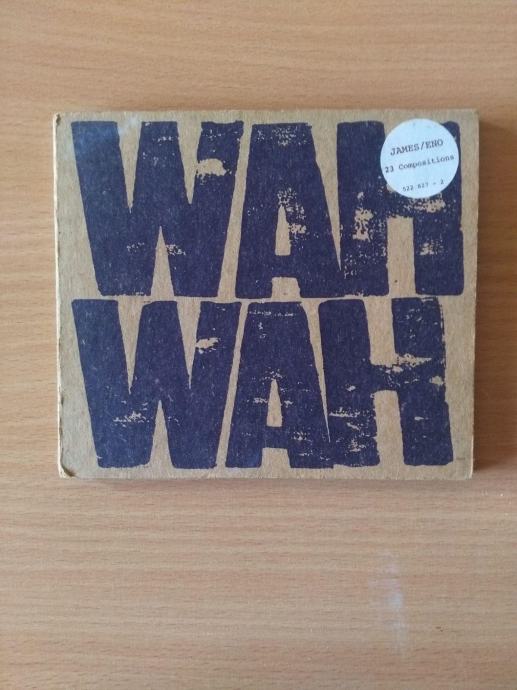 WAH
WAH
JAMES/ENO
23 Compositions
522 827 - 2